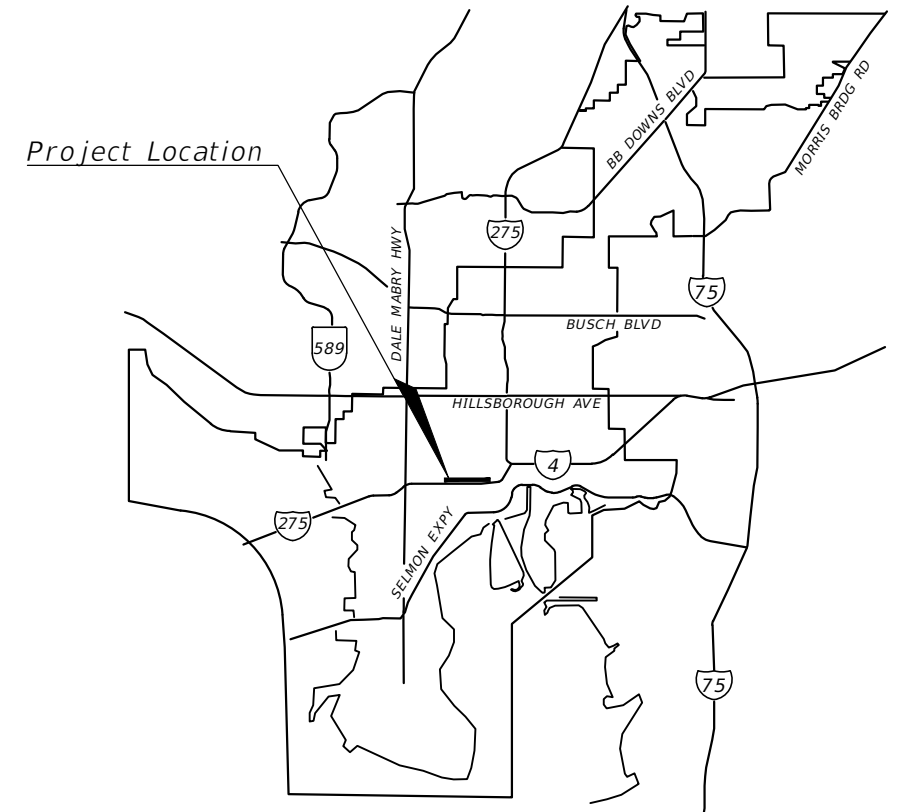 Project Location
BB DOWNS BLVD
MORRIS BRDG RD
275
DALE MABRY HWY
75
BUSCH BLVD
589
HILLSBOROUGH AVE
4
275
SELMON EXPY
75